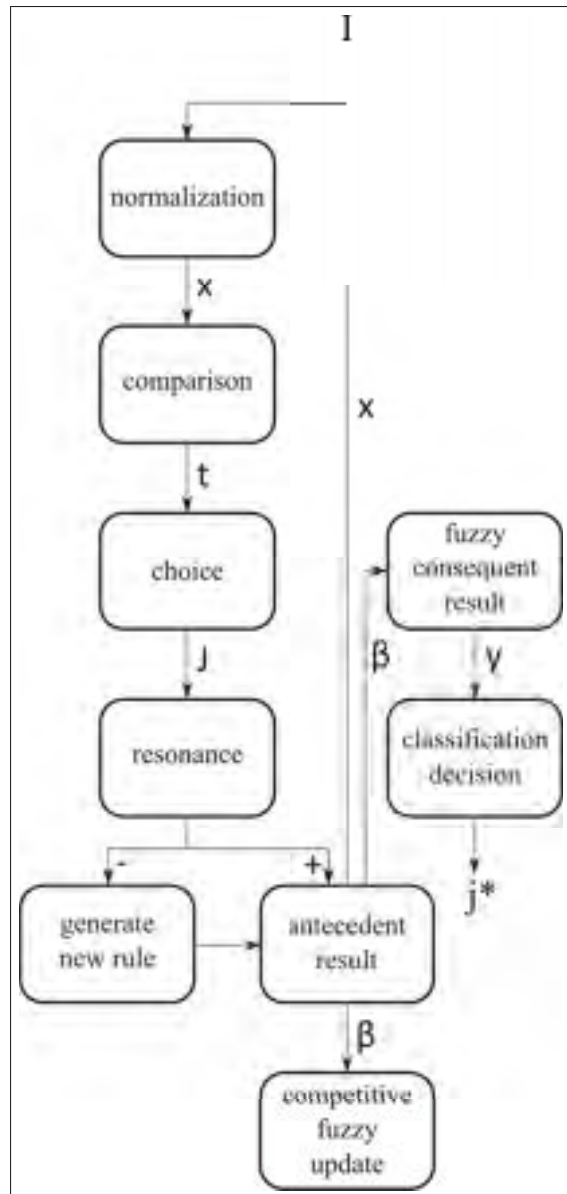 I
normalization
x
comparison
t
choice
J
resonance
-
+
generate
new rule
antecedent
result
β
competitive
fuzzy
update
x
β
fuzzy
consequent
result
γ
classification
decision
j*